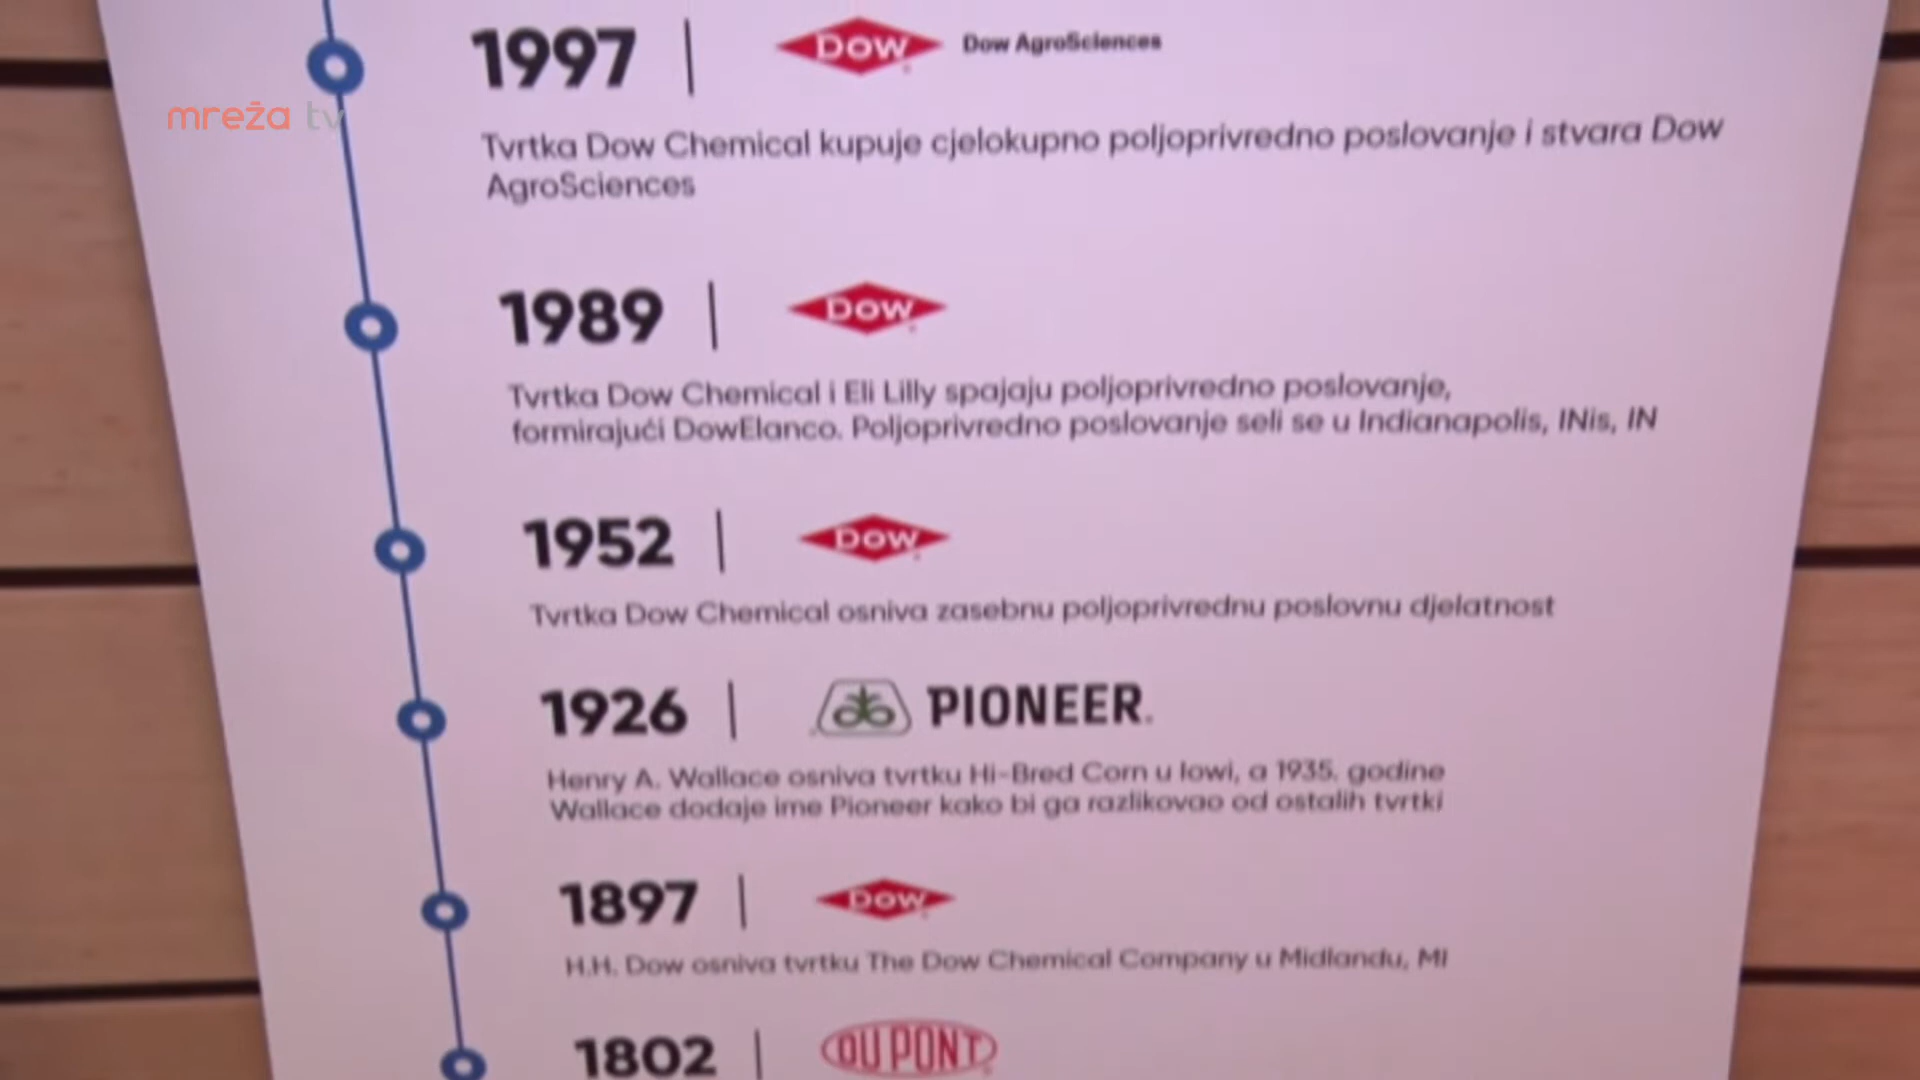 1997 | Dow Dow AgroSciences
mreža tv
Tvrtka Dow Chemical kupuje cjelokupno poljoprivredno poslovanje i stvara Dow
AgroSciences
1989 | Dow
Tvrtka Dow Chemical i Eli Lilly spajaju poljoprivredno poslovanje,
formirajući DowElanco. Poljoprivredno poslovanje seli se u Indianapolis, INis, IN
1952 | Dow
Tvrtka Dow Chemical osniva zasebnu poljoprivrednu poslovnu djelatnost
1926 | PIONEER.
Henry A. Wallace osniva tvrtku Hi-Bred Corn u Iowi, a 1935. godine
Wallace dodaje ime Pioneer kako bi ga razlikovao od ostalih tvrtki
1897 | Dow
H.H. Dow osniva tvrtku The Dow Chemical Company u Midlandu, MI
1802 | DU PONT